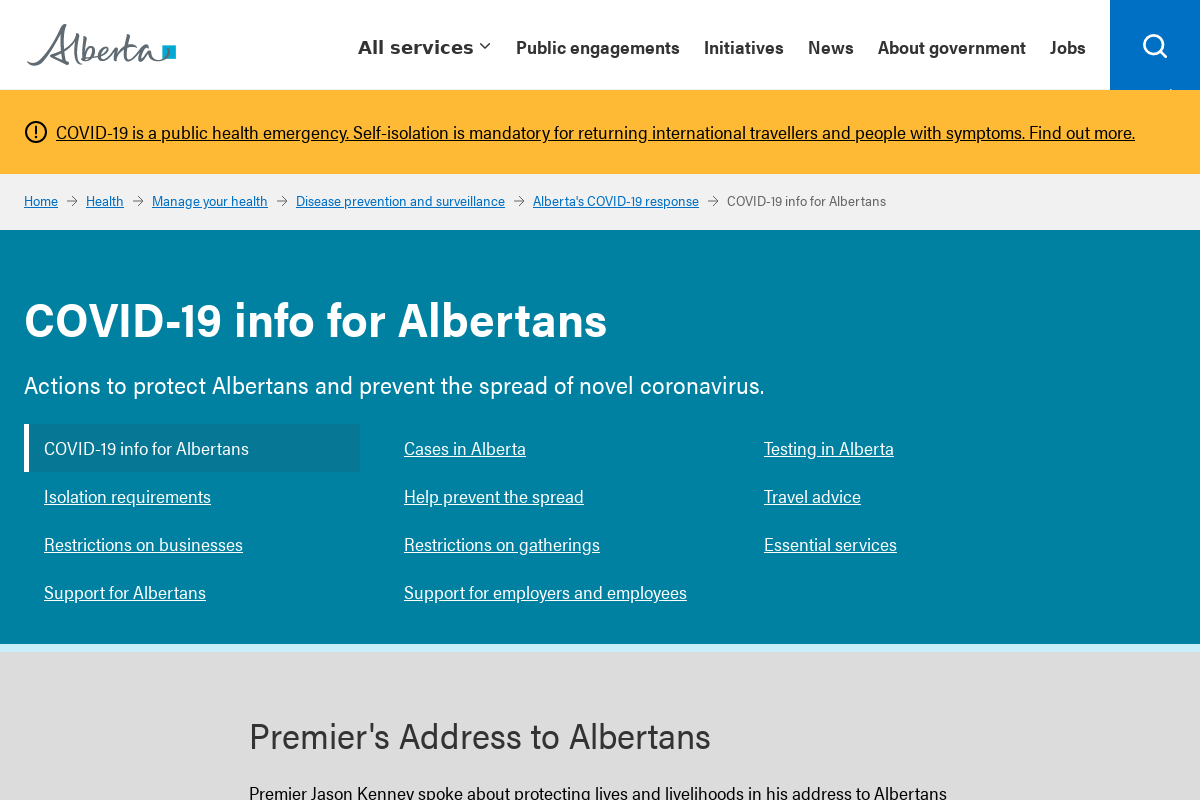 Alberta
All services
Public engagements
Initiatives
News
About government
Jobs
COVID-19 is a public health emergency. Self-isolation is mandatory for returning international travellers and people with symptoms. Find out more.
Home → Health → Manage your health → Disease prevention and surveillance → Alberta's COVID-19 response → COVID-19 info for Albertans
COVID-19 info for Albertans
Actions to protect Albertans and prevent the spread of novel coronavirus.
COVID-19 info for Albertans
Cases in Alberta
Testing in Alberta
Isolation requirements
Help prevent the spread
Travel advice
Restrictions on businesses
Restrictions on gatherings
Essential services
Support for Albertans
Support for employers and employees
Premier's Address to Albertans
Premier Jason Kenney spoke about protecting lives and livelihoods in his address to Albertans